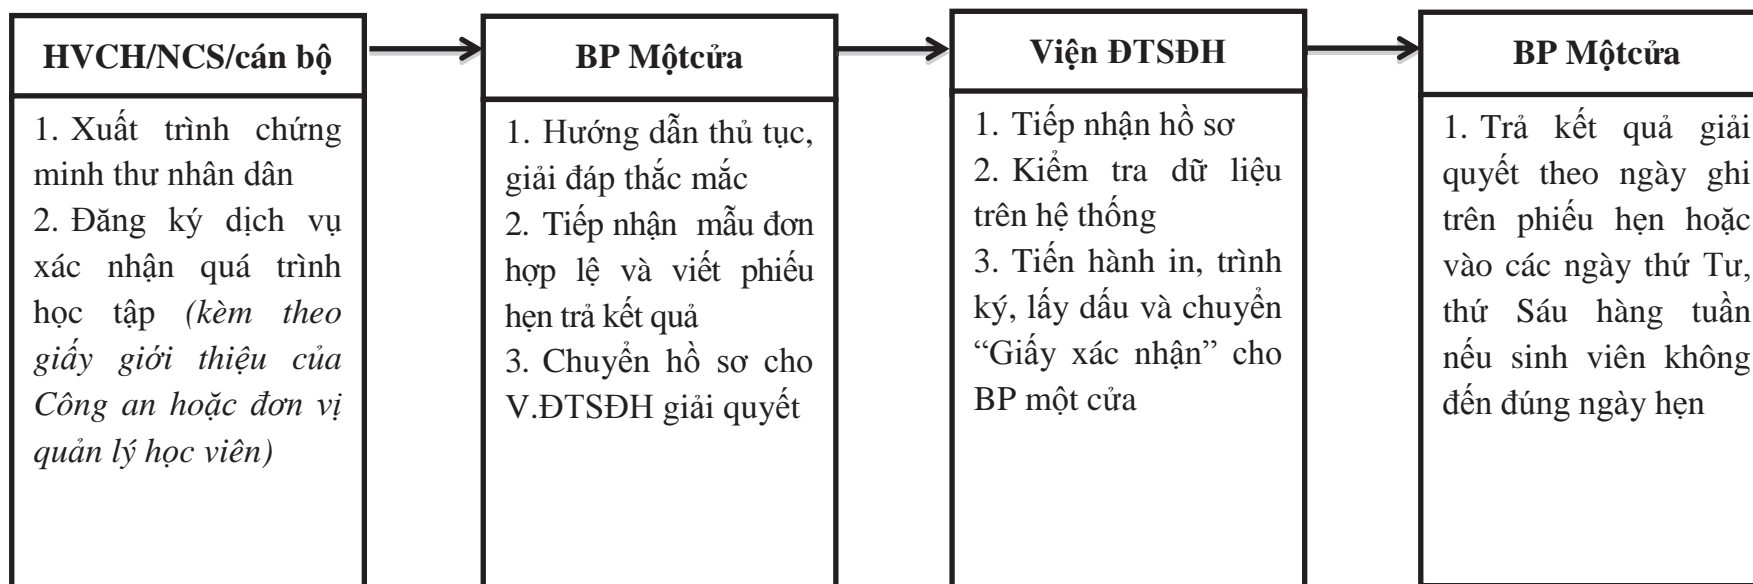 HVCH/NCS/cán bộ
1. Xuất trình chứng
minh thư nhân dân
2. Đăng ký dịch vụ
xác nhận quá trình
học tập (kèm theo
giấy giới thiệu của
Công an hoặc đơn vị
quản lý học viên)
BP Mộtcửa
1. Hướng dẫn thủ tục,
giải đáp thắc mắc
2. Tiếp nhận mẫu đơn
hợp lệ và viết phiếu
hẹn trả kết quả
3. Chuyển hồ sơ cho
V.ĐTSĐH giải quyết
Viện ĐTSĐH
1. Tiếp nhận hồ sơ
2. Kiểm tra dữ liệu
trên hệ thống
3. Tiến hành in, trình
ký, lấy dấu và chuyển
“Giấy xác nhận” cho
BP một cửa
BP Mộtcửa
1. Trả kết quả giải
quyết theo ngày ghi
trên phiếu hẹn hoặc
vào các ngày thứ Tư,
thứ Sáu hàng tuần
nếu sinh viên không
đến đúng ngày hẹn